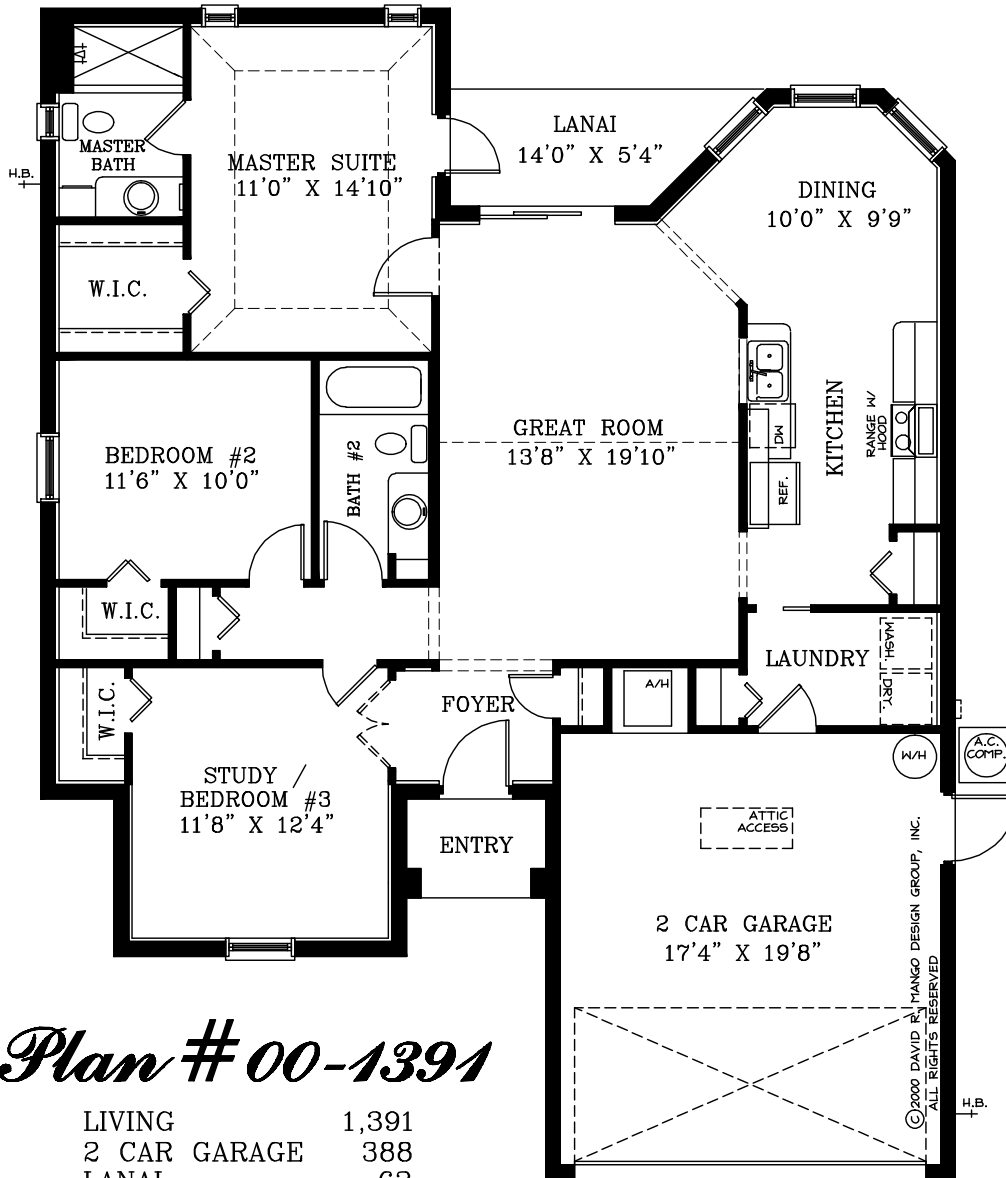 LANAI
14'0" X 5'4"
MASTER
BATH
MASTER SUITE
11'0" X 14'10"
H.B.
DINING
10'0" X 9'9"
W.I.C.
GREAT ROOM
13'8" X 19'10"
KITCHEN
RANGE W/
HOOD
DW
REF.
BEDROOM #2
11'6" X 10'0"
BATH #2
W.I.C.
W.I.C.
LAUNDRY
WASH.
DRY.
A/H
FOYER
W/H
A.C.
COMP.
STUDY /
BEDROOM #3
11'8" X 12'4"
ENTRY
ATTIC
ACCESS
2 CAR GARAGE
17'4" X 19'8"
©2000 DAVID R. MANGO DESIGN GROUP, INC.
ALL RIGHTS RESERVED
H.B.
Plan # 00-1391
LIVING 1,391
2 CAR GARAGE 388
LANAI 62